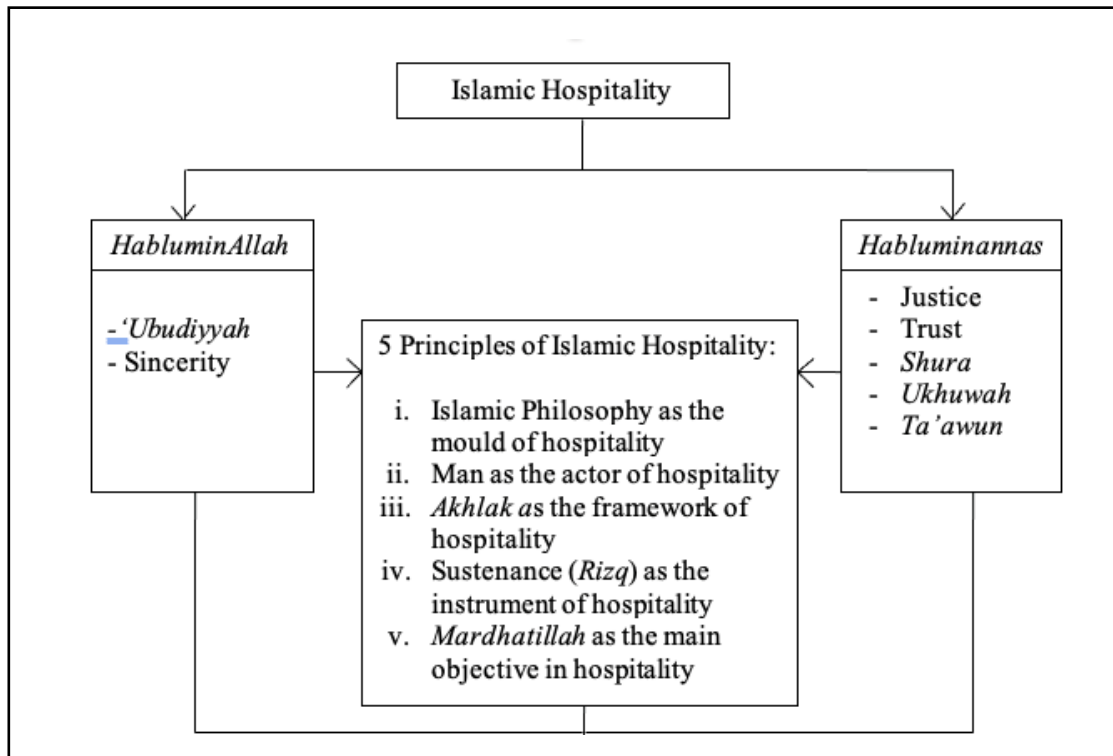 Islamic Hospitality
HabluminAllah
-‘Ubudiyyah
- Sincerity
5 Principles of Islamic Hospitality:
i. Islamic Philosophy as the
mould of hospitality
ii. Man as the actor of hospitality
iii. Akhlak as the framework of
hospitality
iv. Sustenance (Rizq) as the
instrument of hospitality
v. Mardhatillah as the main
objective in hospitality
Habluminannas
- Justice
- Trust
- Shura
- Ukhuwah
- Ta’awun